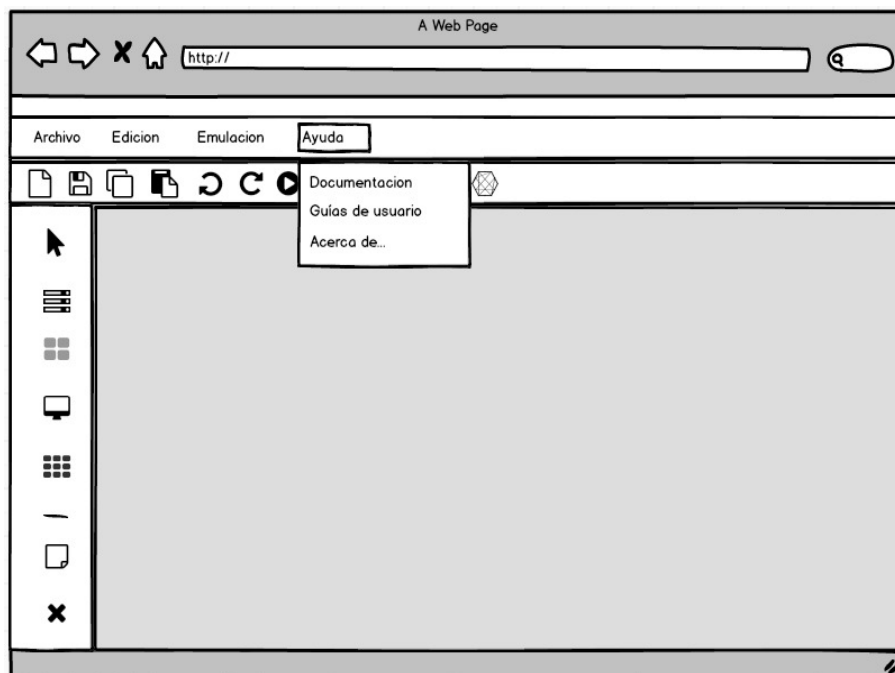 A Web Page
http://
Archivo Edicion Emulacion Ayuda
Documentacion
Guías de usuario
Acerca de...